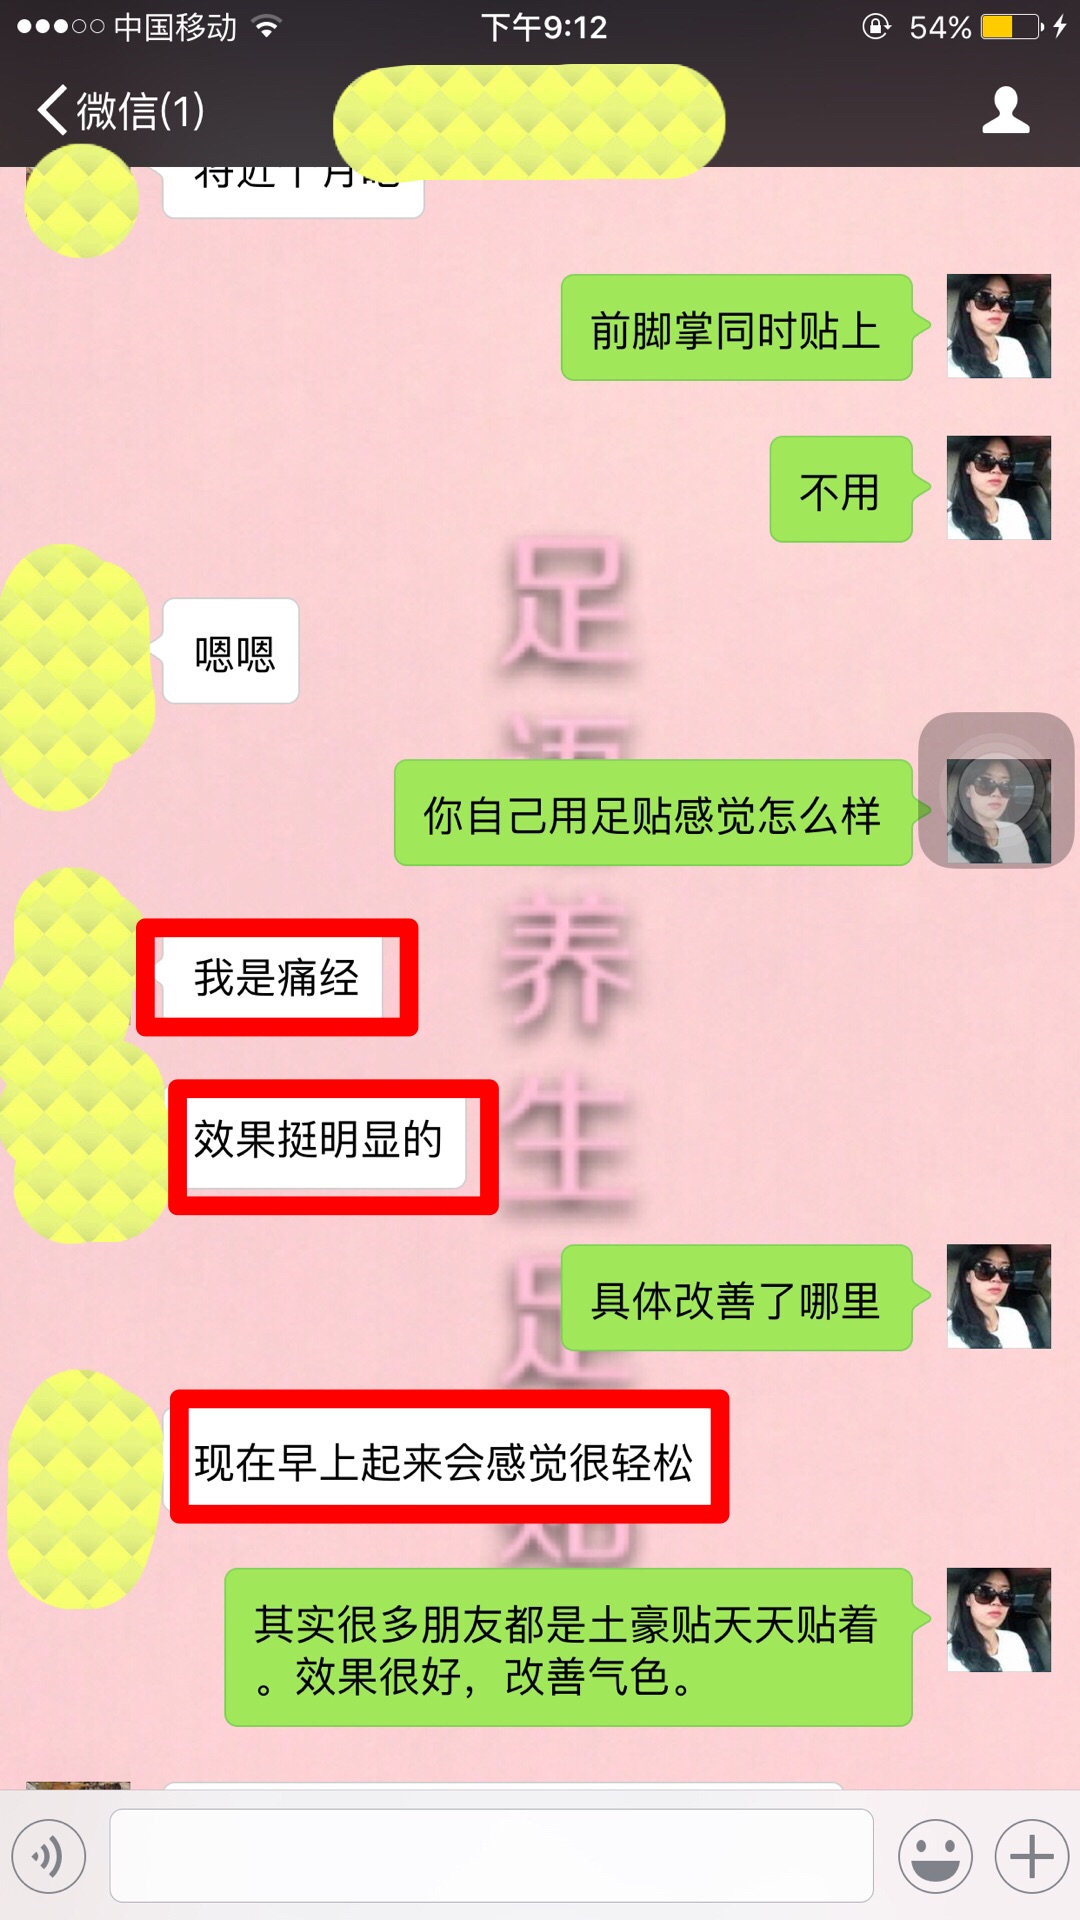 中国移动
下午9:12
54%
微信(1)
前脚掌同时贴上
不用
嗯嗯
你自己用足贴感觉怎么样
我是痛经
效果挺明显的
具体改善了哪里
现在早上起来会感觉很轻松
其实很多朋友都是土豪贴天天贴着
。效果很好，改善气色。
足
养
生
足
贴